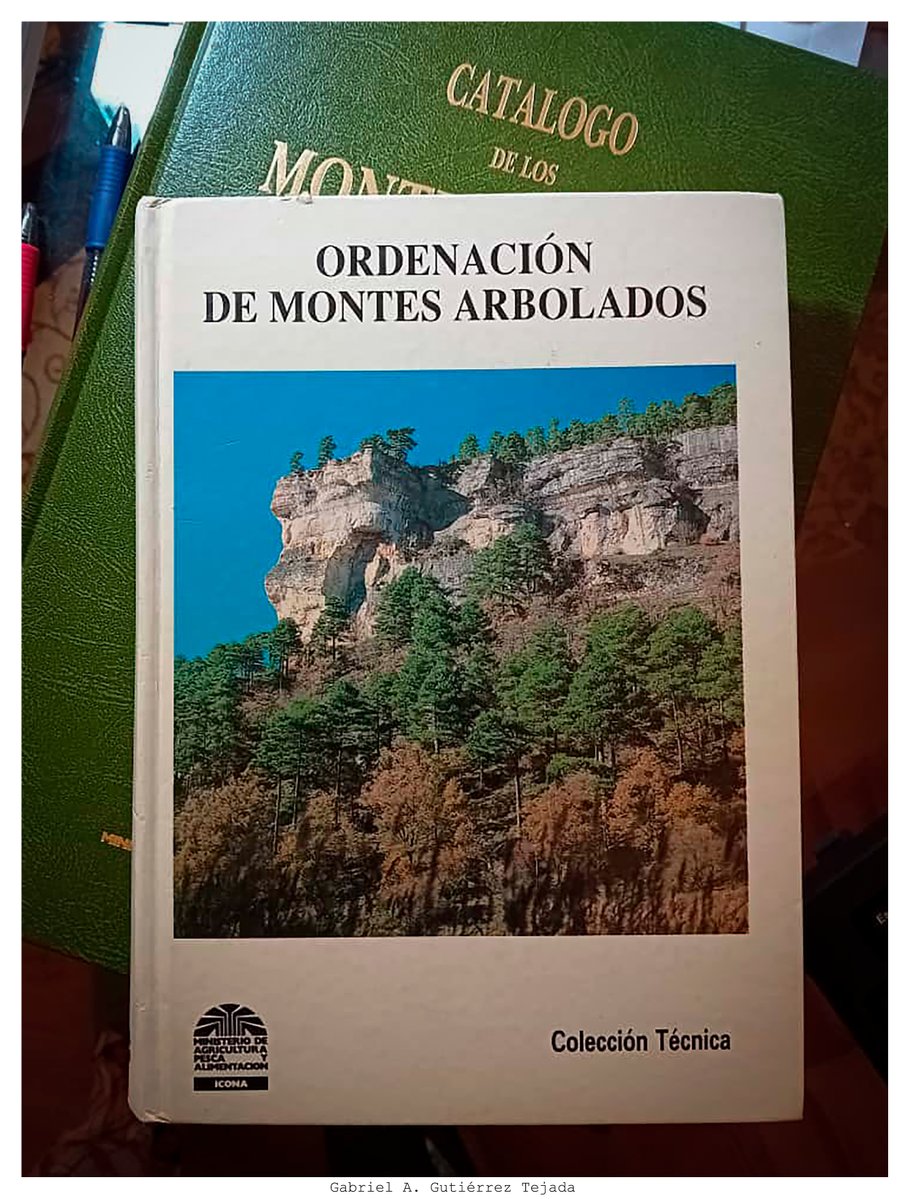 CATALOGO
DE LOS
ORDENACIÓN
DE MONTES ARBOLADOS
MINISTERIO DE
AGRICULTURA
PESCA Y
ALIMENTACION
ICONA
Colección Técnica
Gabriel A. Gutiérrez Tejada